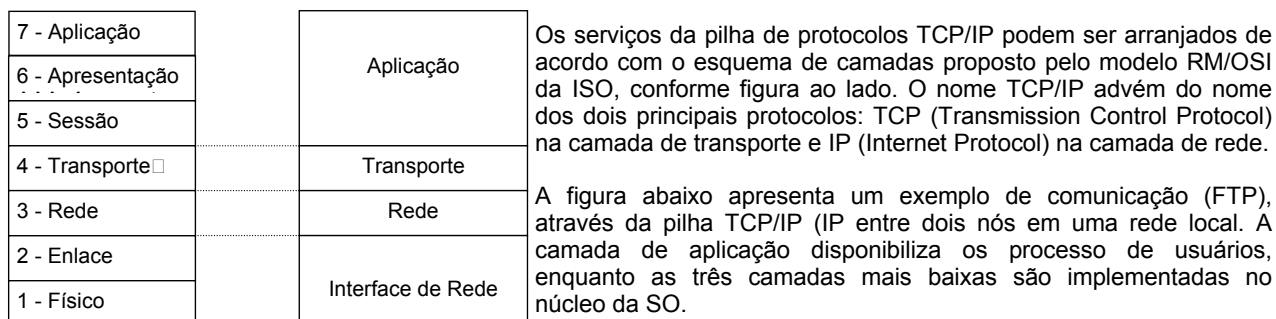 7 - Aplicação
6 - Apresentação
5 - Sessão
4 - Transporte
3 - Rede
2 - Enlace
1 - Físico
Aplicação
Transporte
Rede
Interface de Rede
Os serviços da pilha de protocolos TCP/IP podem ser arranjados de
acordo com o esquema de camadas proposto pelo modelo RM/OSI
da ISO, conforme figura ao lado. O nome TCP/IP advém do nome
dos dois principais protocolos: TCP (Transmission Control Protocol)
na camada de transporte e IP (Internet Protocol) na camada de rede.
A figura abaixo apresenta um exemplo de comunicação (FTP),
através da pilha TCP/IP (IP entre dois nós em uma rede local. A
camada de aplicação disponibiliza os processo de usuários,
enquanto as três camadas mais baixas são implementadas no
núcleo da SO.